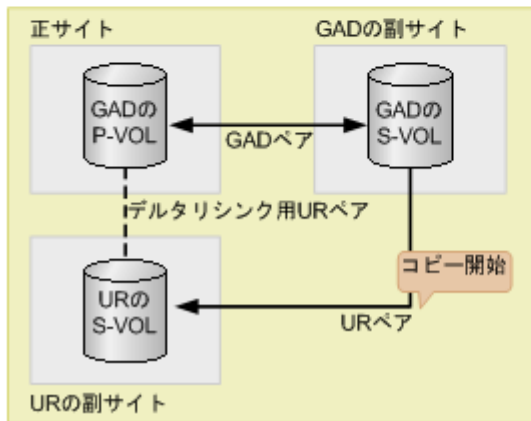 正サイト
GADの副サイト
GADの
P-VOL
GADの
S-VOL
GADペア
デルタリシンク用URペア
コピー開始
URの
S-VOL
URペア
URの副サイト